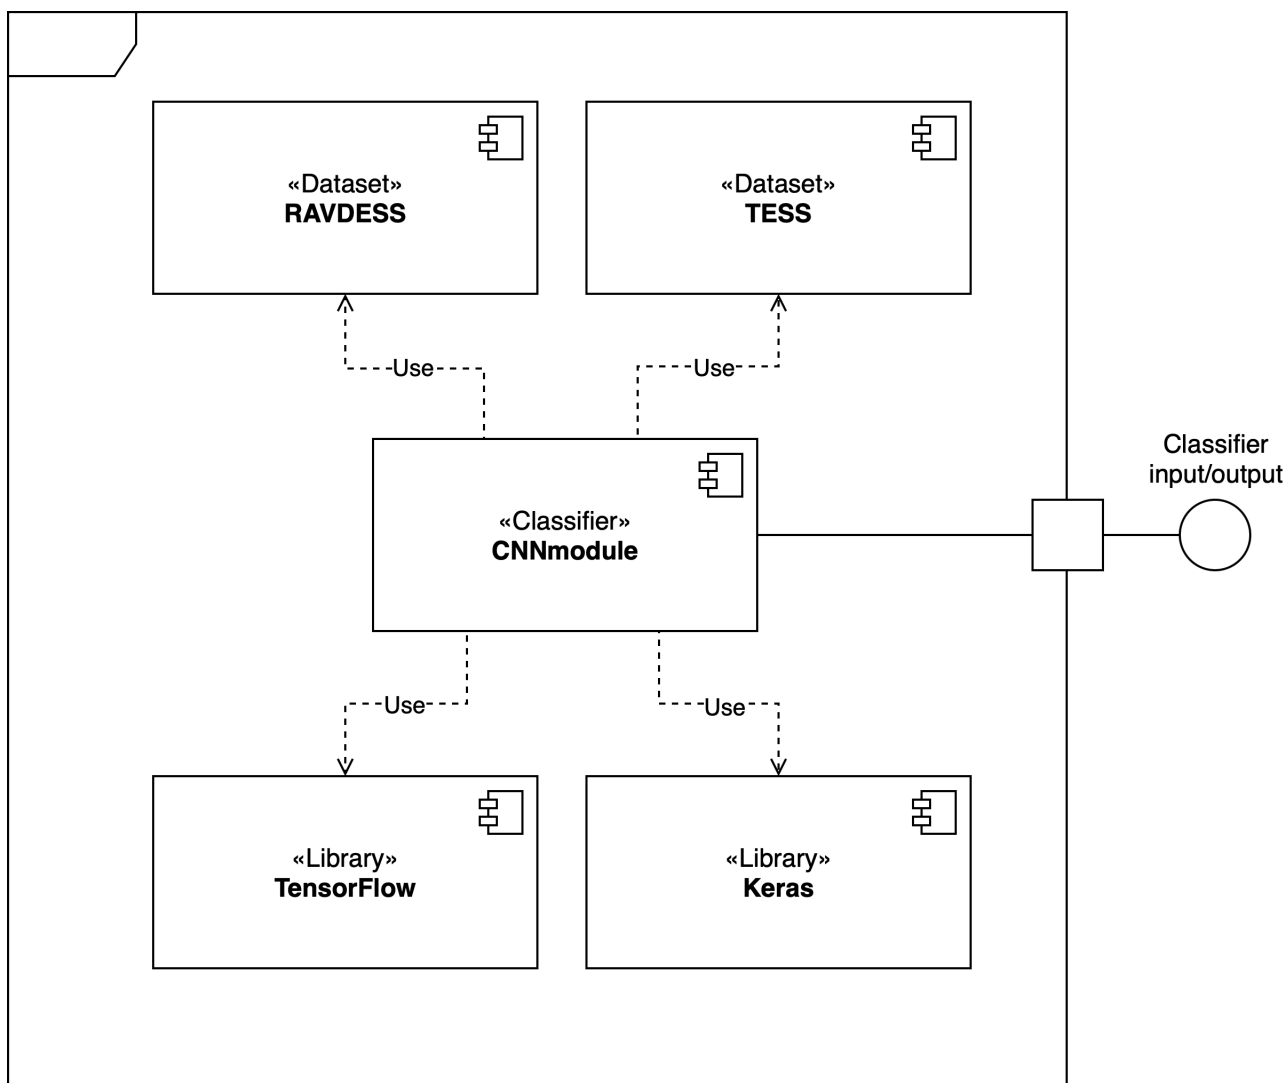 «Dataset»
RAVDESS
«Dataset»
TESS
Use
Use
Classifier
input/output
«Classifier»
CNNmodule
Use
Use
«Library»
TensorFlow
«Library»
Keras